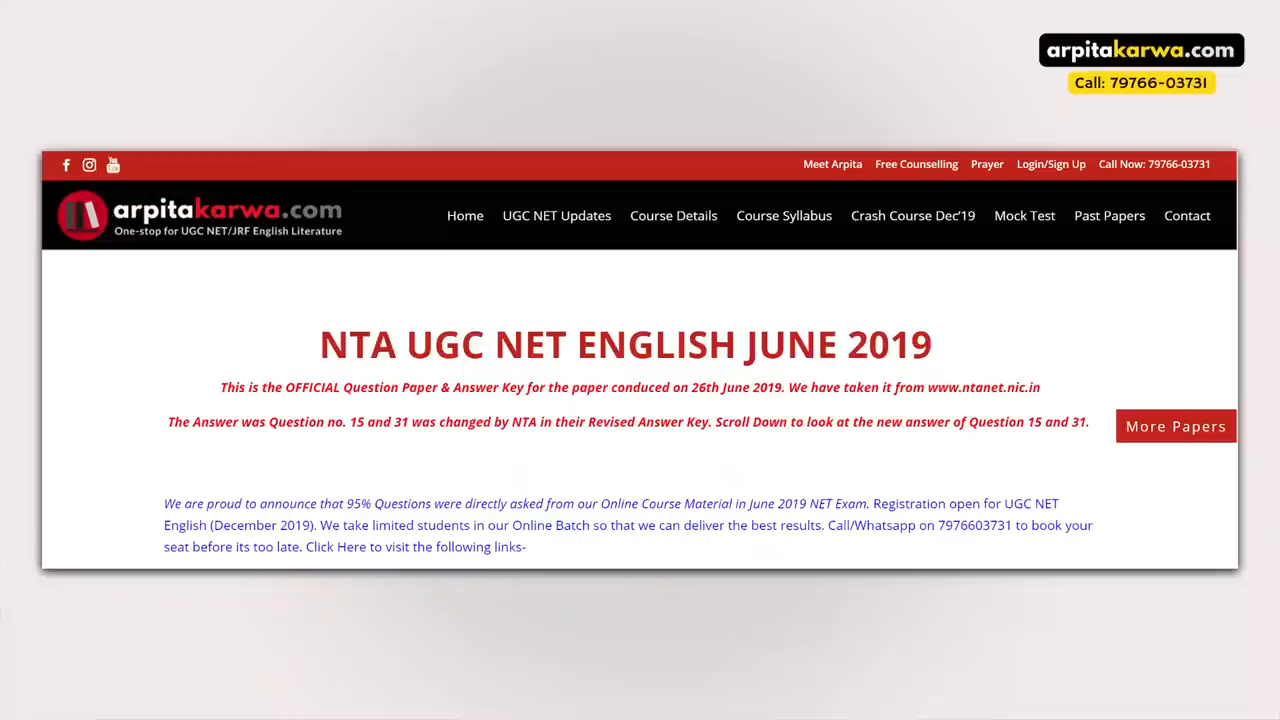 arpitakarwa.com
Call: 79766-03731
Meet Arpita Free Counselling Prayer Login/Sign Up Call Now: 79766-03731
arpitakarwa.com
One-stop for UGC NET/JRF English Literature
Home UGC NET Updates Course Details Course Syllabus Crash Course Dec'19 Mock Test Past Papers Contact
NTA UGC NET ENGLISH JUNE 2019
This is the OFFICIAL Question Paper & Answer Key for the paper conduced on 26th June 2019. We have taken it from www.ntanet.nic.in
The Answer was Question no. 15 and 31 was changed by NTA in their Revised Answer Key. Scroll Down to look at the new answer of Question 15 and 31.
More Papers
We are proud to announce that 95% Questions were directly asked from our Online Course Material in June 2019 NET Exam. Registration open for UGC NET
English (December 2019). We take limited students in our Online Batch so that we can deliver the best results. Call/Whatsapp on 7976603731 to book your
seat before its too late. Click Here to visit the following links-